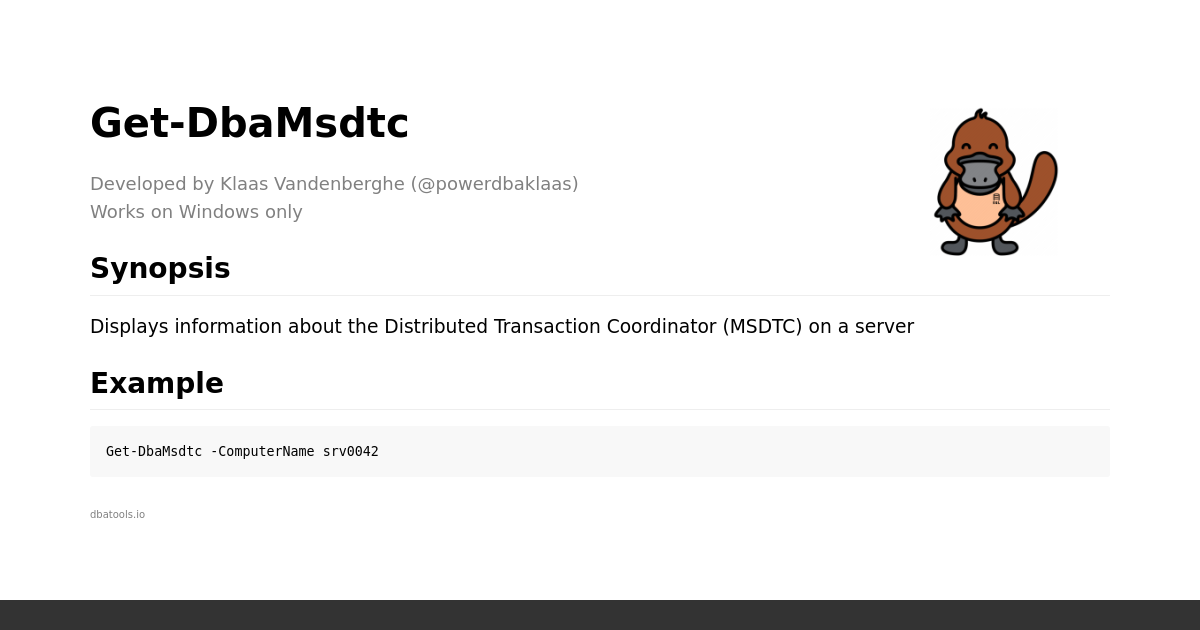 Get-DbaMsdtc
Developed by Klaas Vandenberghe (@powerdbaklaas)
Works on Windows only
Synopsis
Displays information about the Distributed Transaction Coordinator (MSDTC) on a server
Example
Get-DbaMsdtc -ComputerName srv0042
dbatools.io